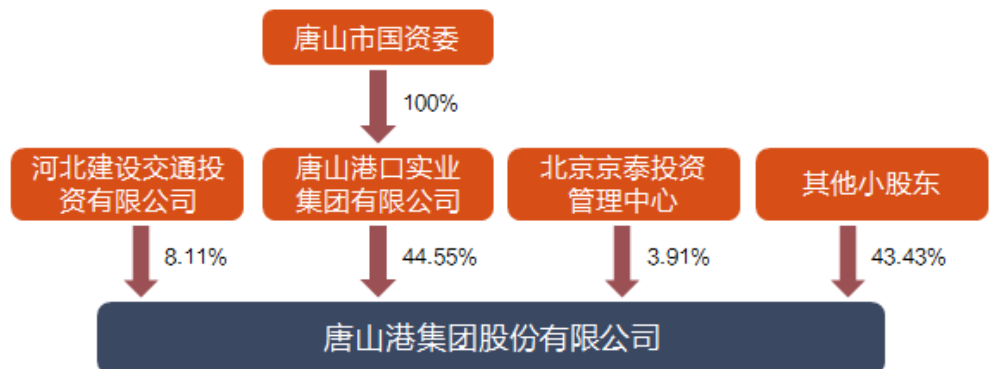 唐山市国资委
100%
河北建设交通投
资有限公司
唐山港口实业
集团有限公司
北京京泰投资
管理中心
其他小股东
8.11%
44.55%
3.91%
43.43%
唐山港集团股份有限公司